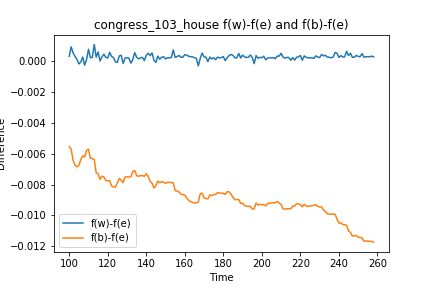 congress_103_house f(w)-f(e) and f(b)-f(e)
0.000
−0.002
−0.004
−0.006
−0.008
−0.010
−0.012
f(w)-f(e)
f(b)-f(e)
100 120 140 160 180 200 220 240 260
Time